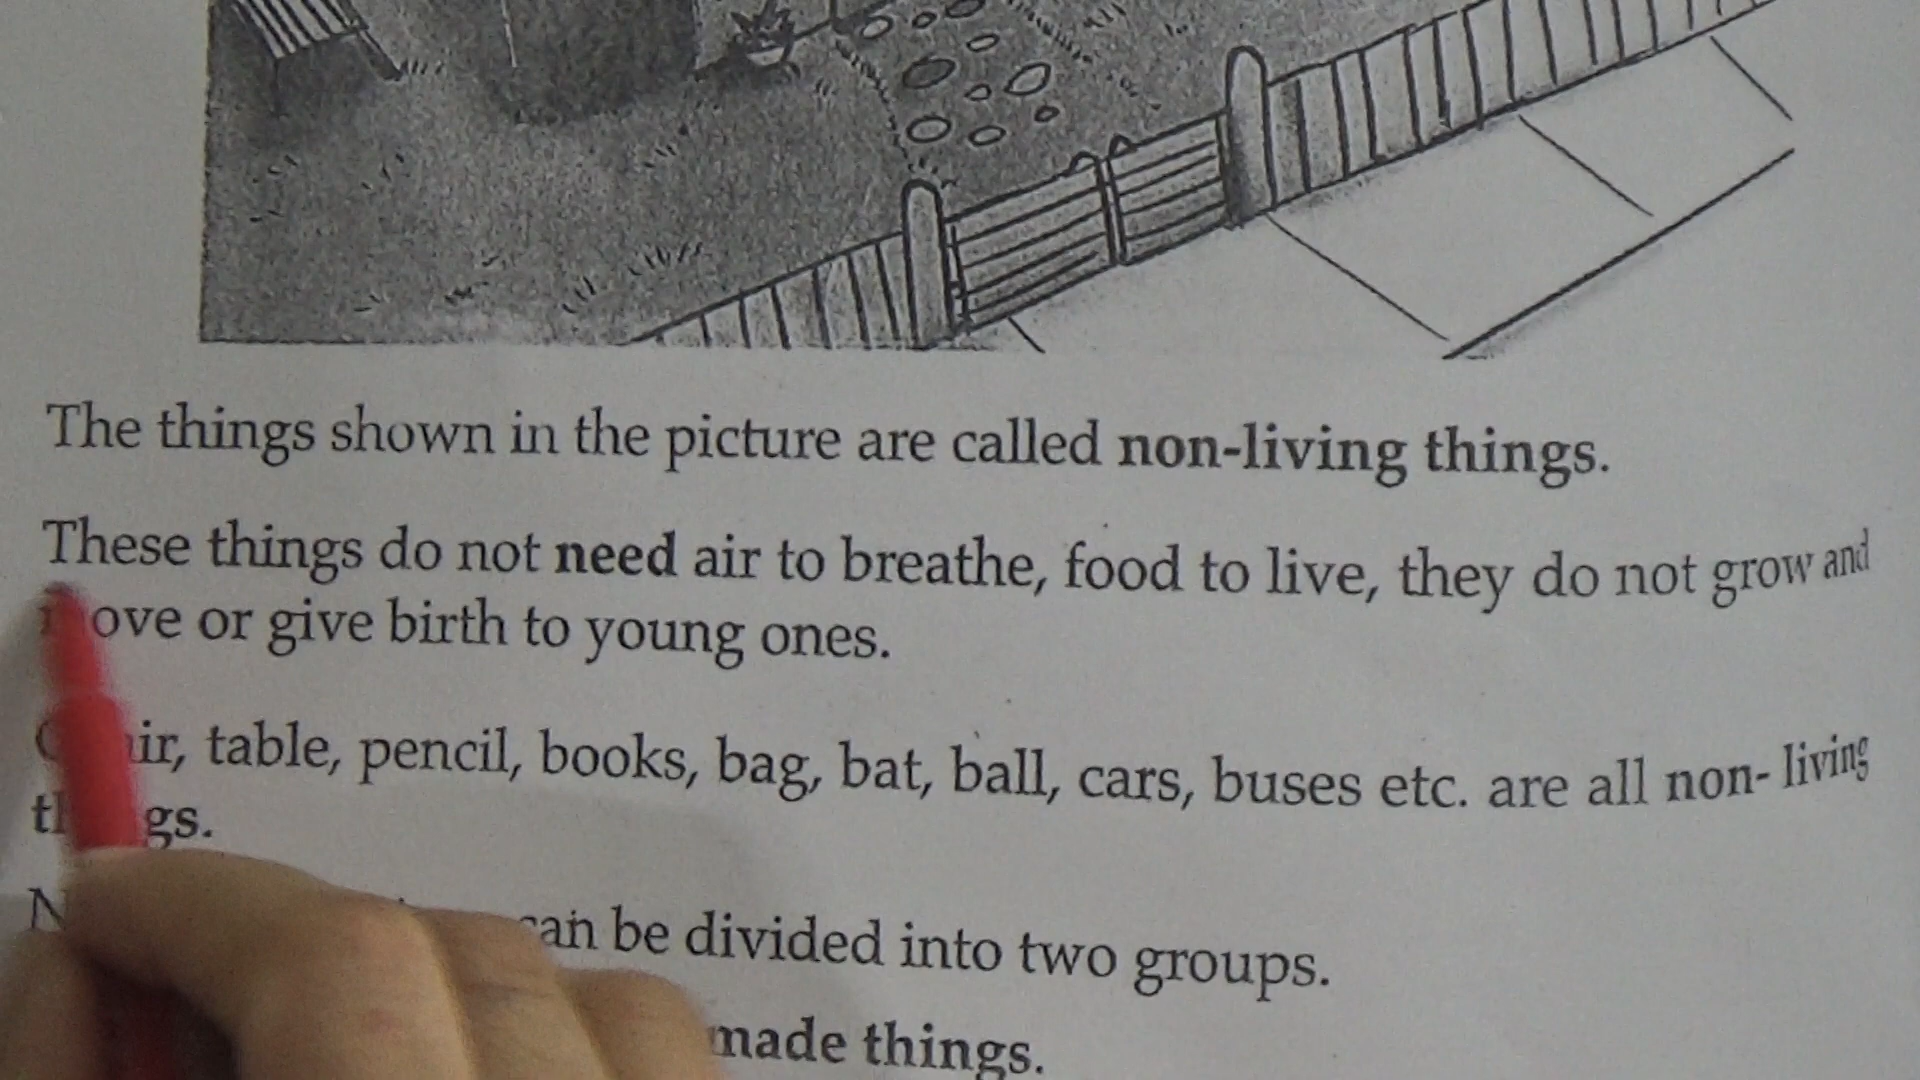 The things shown in the picture are called non-living things.
These things do not need air to breathe, food to live, they do not grow and
ove or give birth to young ones.
ir, table, pencil, books, bag, bat, ball, cars, buses etc. are all non- living
gs.
can be divided into two groups.
made things.